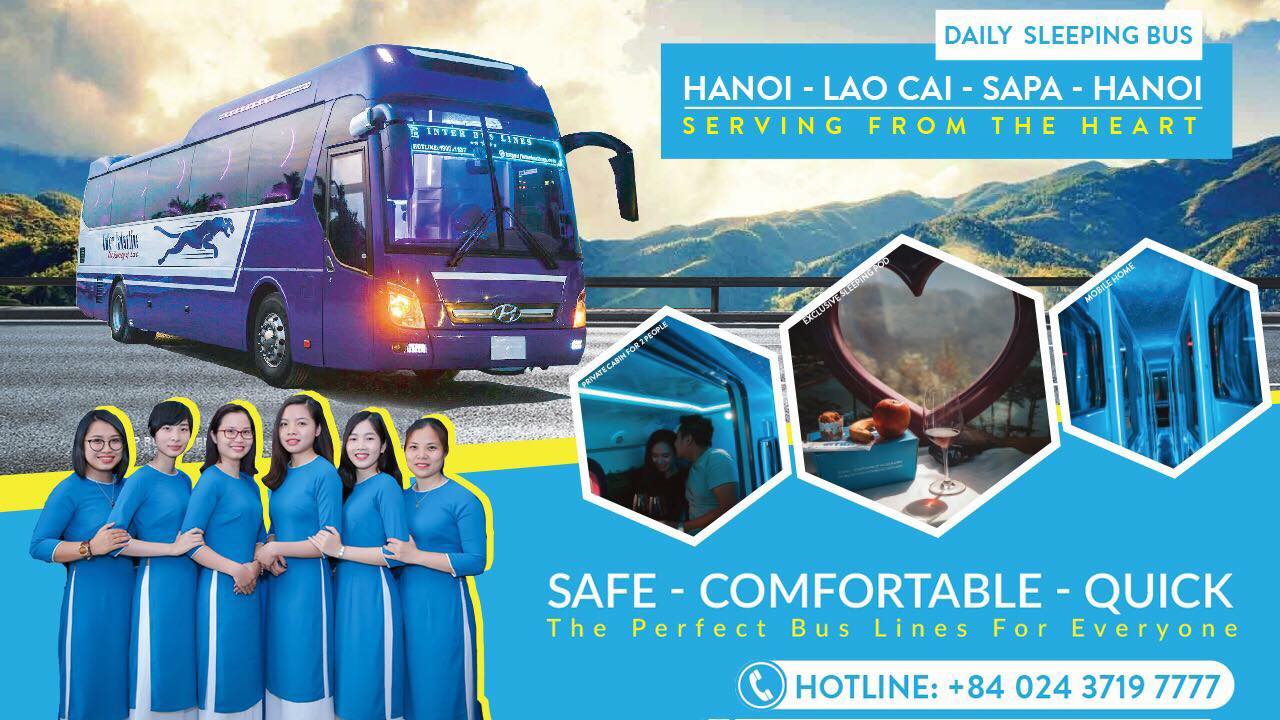 DAILY SLEEPING BUS
HANOI - LAO CAI - SAPA - HANOI
SERVING FROM THE HEART
INTER BUS LINES
PRIVATE CABIN FOR 2 PEOPLE
EXCLUSIVE SLEEPING POD
MOBILE HOME
SAFE - COMFORTABLE - QUICK
The Perfect Bus Lines For Everyone
HOTLINE: +84 024 3719 7777